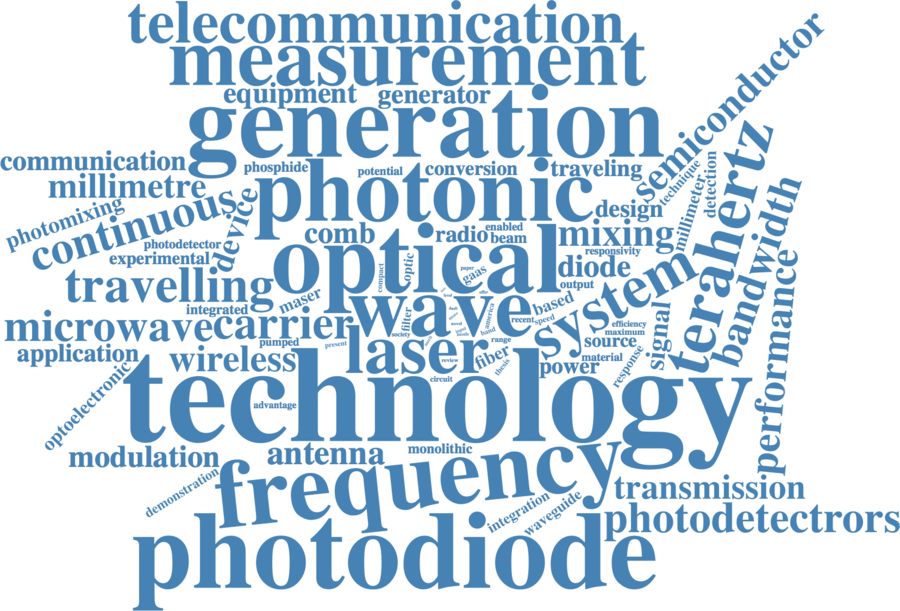 telecommunication
measurement
semiconductor
equipment
generator
generation
communication
phosphide
potential
conversion
traveling
technique
detection
millimetre
photonic
terahertz
photomixing
continuous
device
design
millimeter
bandwidth
comb
radio
enabled
beam
mixing
photodetector
experimental
optical
responsivity
travelling
compact
optic
paper
gaas
diode
output
system
performance
integrated
maser
wave
america
based
microwave
carrier
filter
society
recent
speed
band
signal
efficiency
maximum
application
wireless
pumped
present
laser
review
fiber
range
thesis
source
material
power
response
circuit
optoelectronic
technology
advantage
modulation
antenna
monolithic
frequency
demonstration
transmission
integration
waveguide
photodetectrors
photodiode